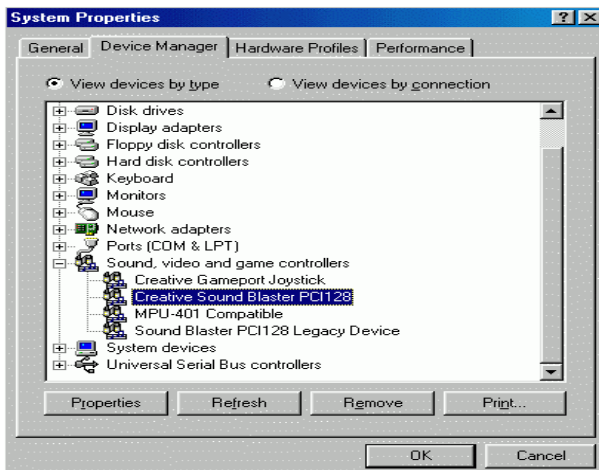 System Properties
General Device Manager Hardware Profiles Performance
View devices by type View devices by connection
Disk drives
Display adapters
Floppy disk controllers
Hard disk controllers
Keyboard
Monitors
Mouse
Network adapters
Ports (COM & LPT)
Sound, video and game controllers
Creative Gameport Joystick
Creative Sound Blaster PCI128
MPU-401 Compatible
Sound Blaster PCI128 Legacy Device
System devices
Universal Serial Bus controllers
Properties Refresh Remove Print...
OK Cancel